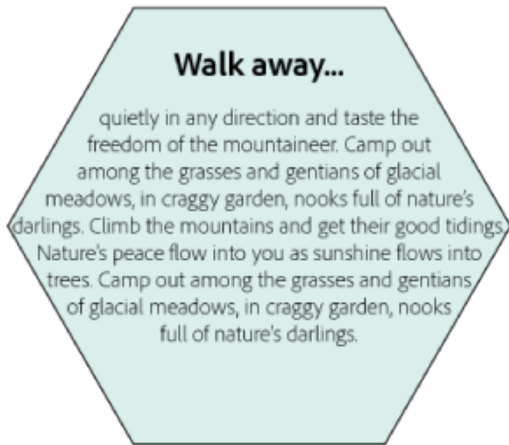 Walk away...
quietly in any direction and taste the
freedom of the mountaineer. Camp out
among the grasses and gentians of glacial
meadows, in craggy garden, nooks full of nature's
darlings. Climb the mountains and get their good tidings.
Nature's peace flow into you as sunshine flows into
trees. Camp out among the grasses and gentians
of glacial meadows, in craggy garden, nooks
full of nature's darlings.